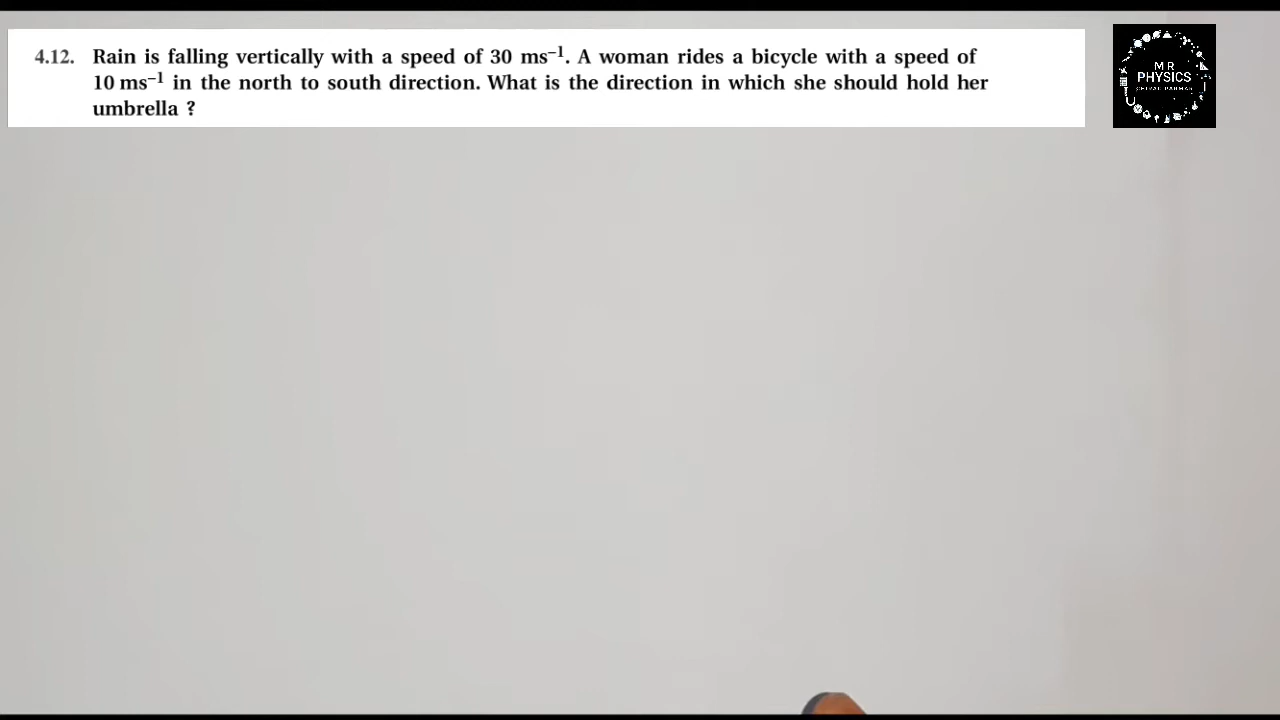 4.12. Rain is falling vertically with a speed of 30 ms⁻¹. A woman rides a bicycle with a speed of
10 ms⁻¹ in the north to south direction. What is the direction in which she should hold her
umbrella ?
M R
PHYSICS